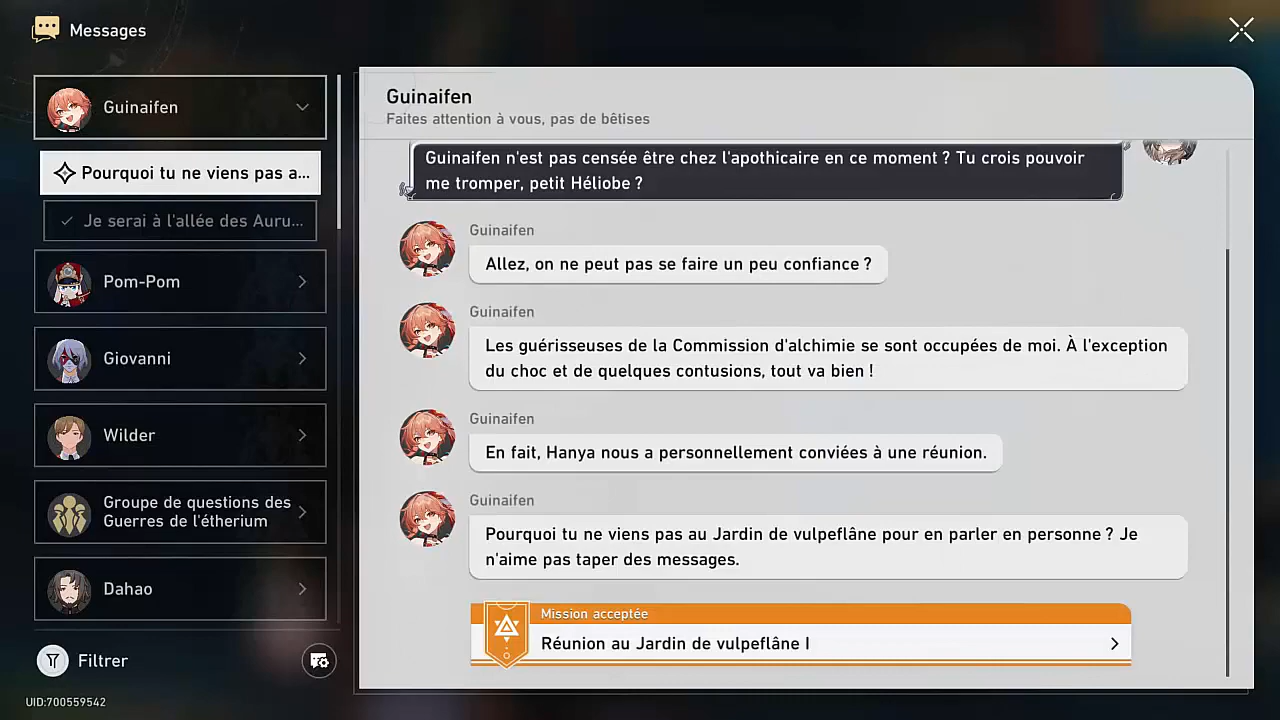 Messages
Guinaifen
Pourquoi tu ne viens pas a...
Je serai à l'allée des Auru...
Pom-Pom
Giovanni
Wilder
Groupe de questions des
Guerres de l'étherium
Dahao
Filtrer
UID:700559542
Guinaifen
Faites attention à vous, pas de bêtises
Guinaifen n'est pas censée être chez l'apothicaire en ce moment ? Tu crois pouvoir
me tromper, petit Héliobe ?
Guinaifen
Allez, on ne peut pas se faire un peu confiance ?
Guinaifen
Les guérisseuses de la Commission d'alchimie se sont occupées de moi. À l'exception
du choc et de quelques contusions, tout va bien !
Guinaifen
En fait, Hanya nous a personnellement conviées à une réunion.
Guinaifen
Pourquoi tu ne viens pas au Jardin de vulpeflâne pour en parler en personne ? Je
n'aime pas taper des messages.
Mission acceptée
Réunion au Jardin de vulpeflâne I